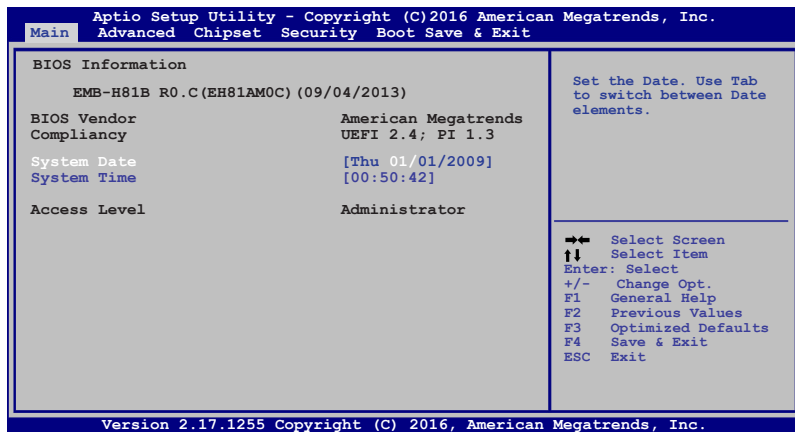 Aptio Setup Utility - Copyright (C)2016 American Megatrends, Inc.
Main Advanced Chipset Security Boot Save & Exit
BIOS Information
EMB-H81B R0.C(EH81AM0C)(09/04/2013)
BIOS Vendor American Megatrends
Compliancy UEFI 2.4; PI 1.3
System Date [Thu 01/01/2009]
System Time [00:50:42]
Access Level Administrator
Set the Date. Use Tab
to switch between Date
elements.
→← Select Screen
↑↓ Select Item
Enter: Select
+/- Change Opt.
F1 General Help
F2 Previous Values
F3 Optimized Defaults
F4 Save & Exit
ESC Exit
Version 2.17.1255 Copyright (C) 2016, American Megatrends, Inc.